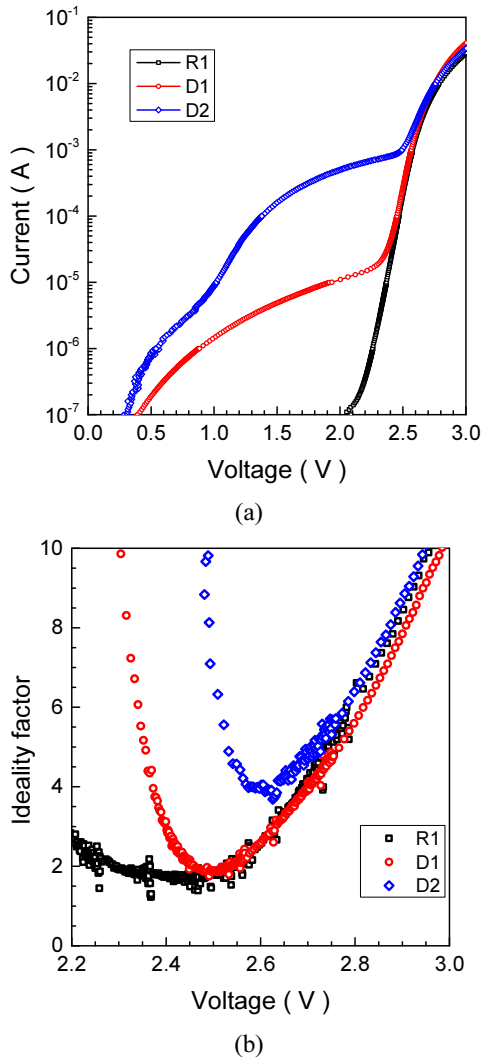 10⁻¹
10⁻²
10⁻³
10⁻⁴
10⁻⁵
10⁻⁶
10⁻⁷
Current ( A )
R1
D1
D2
0.0 0.5 1.0 1.5 2.0 2.5 3.0
Voltage ( V )
(a)
10
8
6
4
2
0
Ideality factor
R1
D1
D2
2.2 2.4 2.6 2.8 3.0
Voltage ( V )
(b)